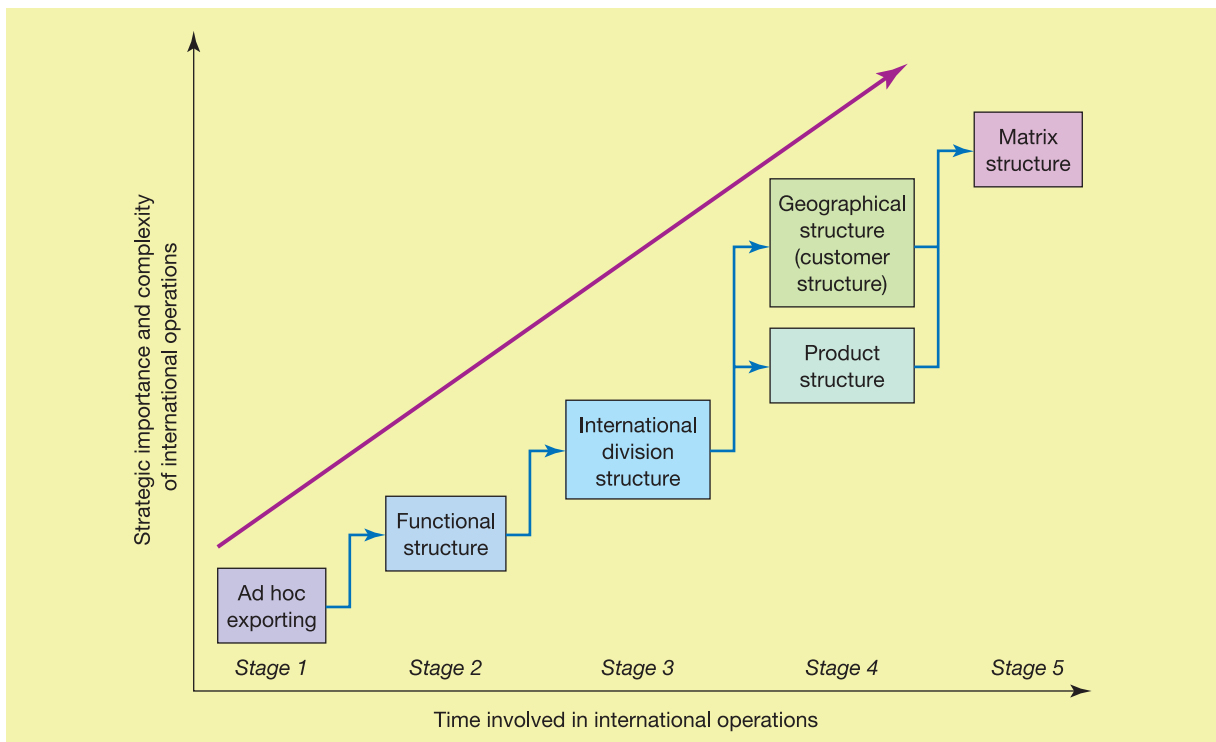 Strategic importance and complexity
of international operations
Matrix
structure
Geographical
structure
(customer
structure)
Product
structure
International
division
structure
Functional
structure
Ad hoc
exporting
Stage 1
Stage 2
Stage 3
Stage 4
Stage 5
Time involved in international operations